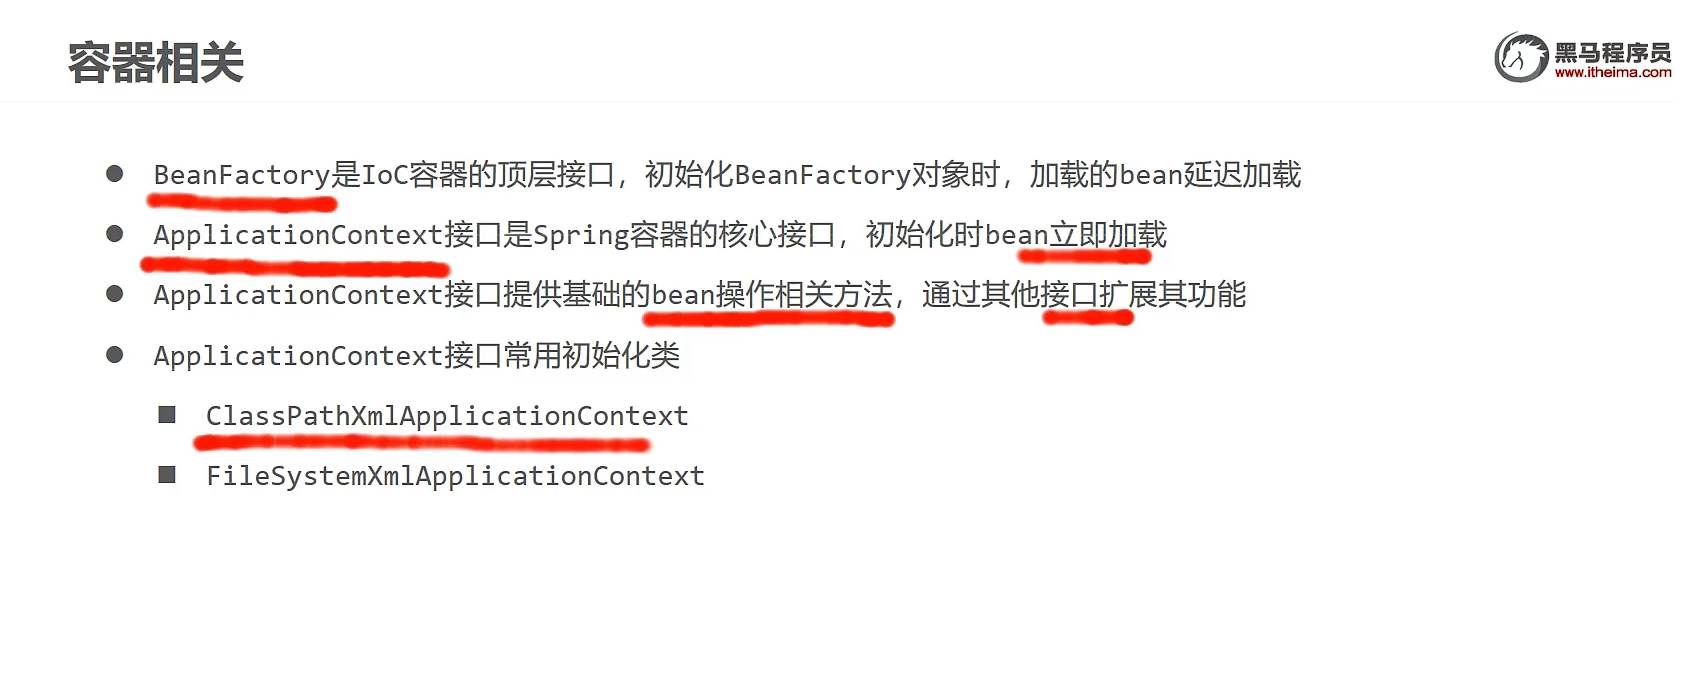 容器相关
黑马程序员
www.itheima.com
BeanFactory是IoC容器的顶层接口，初始化BeanFactory对象时，加载的bean延迟加载
ApplicationContext接口是Spring容器的核心接口，初始化时bean立即加载
ApplicationContext接口提供基础的bean操作相关方法，通过其他接口扩展其功能
ApplicationContext接口常用初始化类
ClassPathXmlApplicationContext
FileSystemXmlApplicationContext